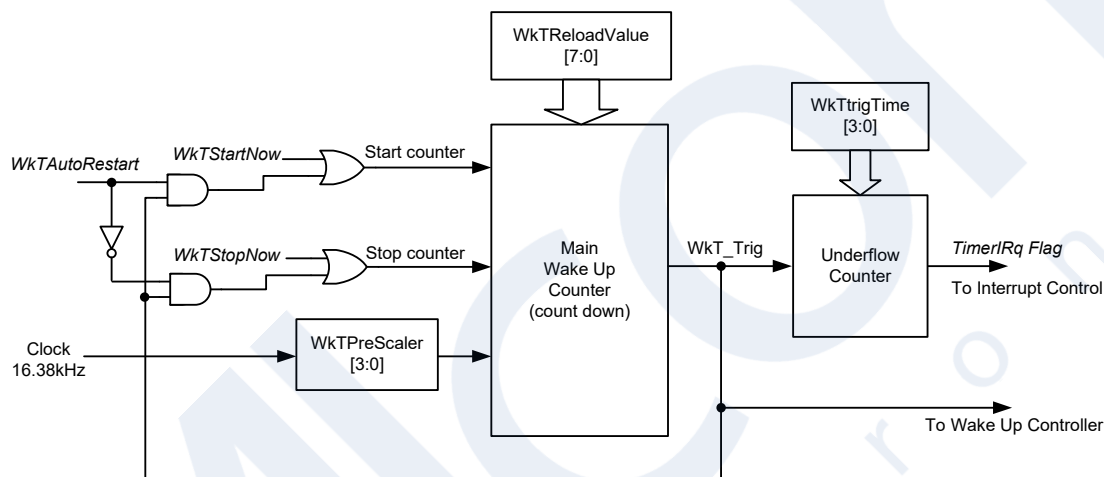 WkTReloadValue
[7:0]
WkTtrigTime
[3:0]
WkTAutoRestart
WkTStartNow
Start counter
WkTStopNow
Stop counter
Main
Wake Up
Counter
(count down)
WkT_Trig
Underflow
Counter
TimerIRq Flag
To Interrupt Control
Clock
16.38kHz
WkTPreScaler
[3:0]
To Wake Up Controller
r o n